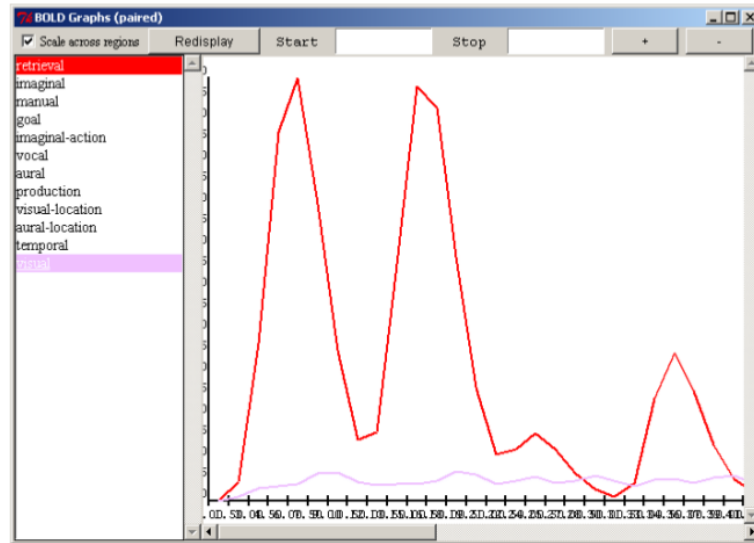 BOLD Graphs (paired)
Scale across regions Redisplay Start Stop + -
retrieval
imaginal
manual
goal
imaginal-action
vocal
aural
production
visual-location
aural-location
temporal
visual